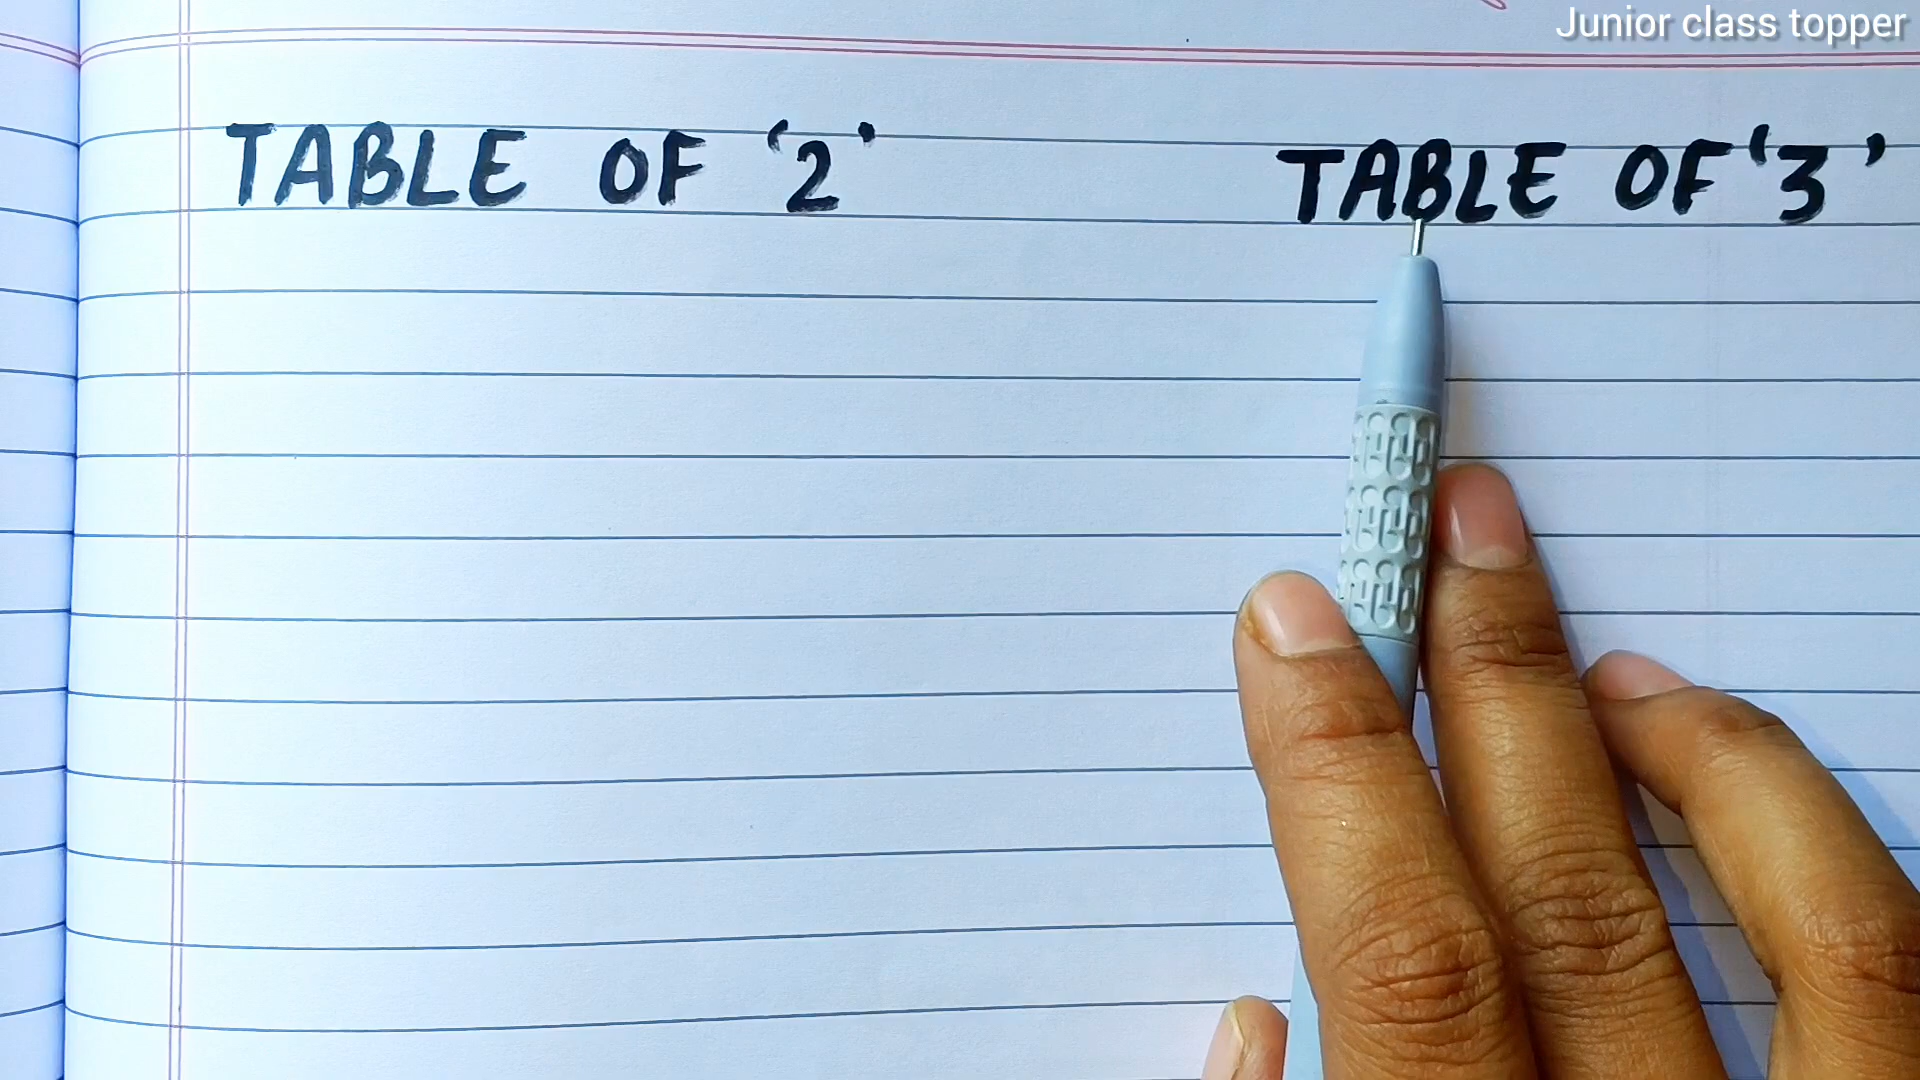 Junior class topper
TABLE OF '2' TABLE OF '3'